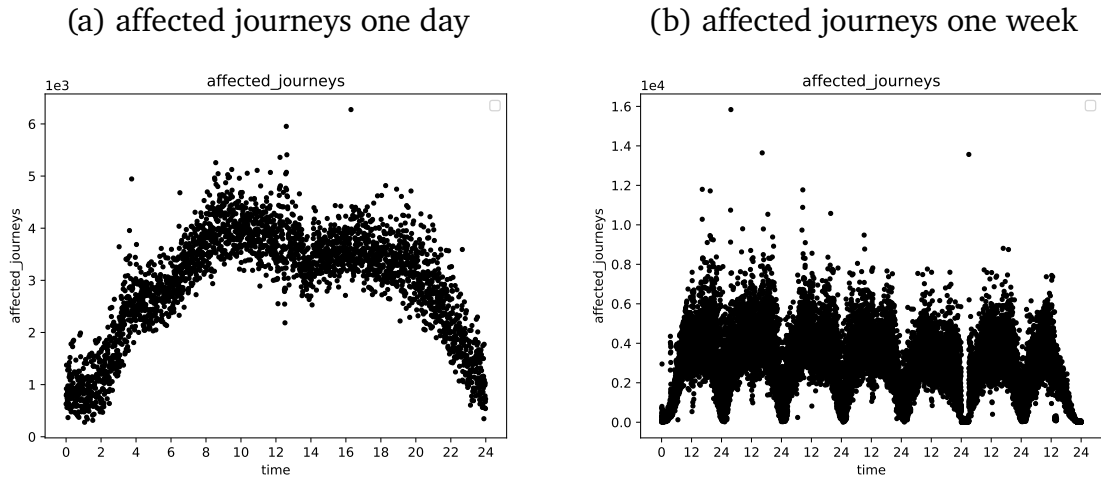 (a) affected journeys one day
(b) affected journeys one week
affected_journeys
1e3
affected_journeys
6
5
4
3
2
1
0
0 2 4 6 8 10 12 14 16 18 20 22 24
time
affected_journeys
1e4
affected_journeys
1.6
1.4
1.2
1.0
0.8
0.6
0.4
0.2
0.0
0 12 24 12 24 12 24 12 24 12 24 12 24 12 24
time